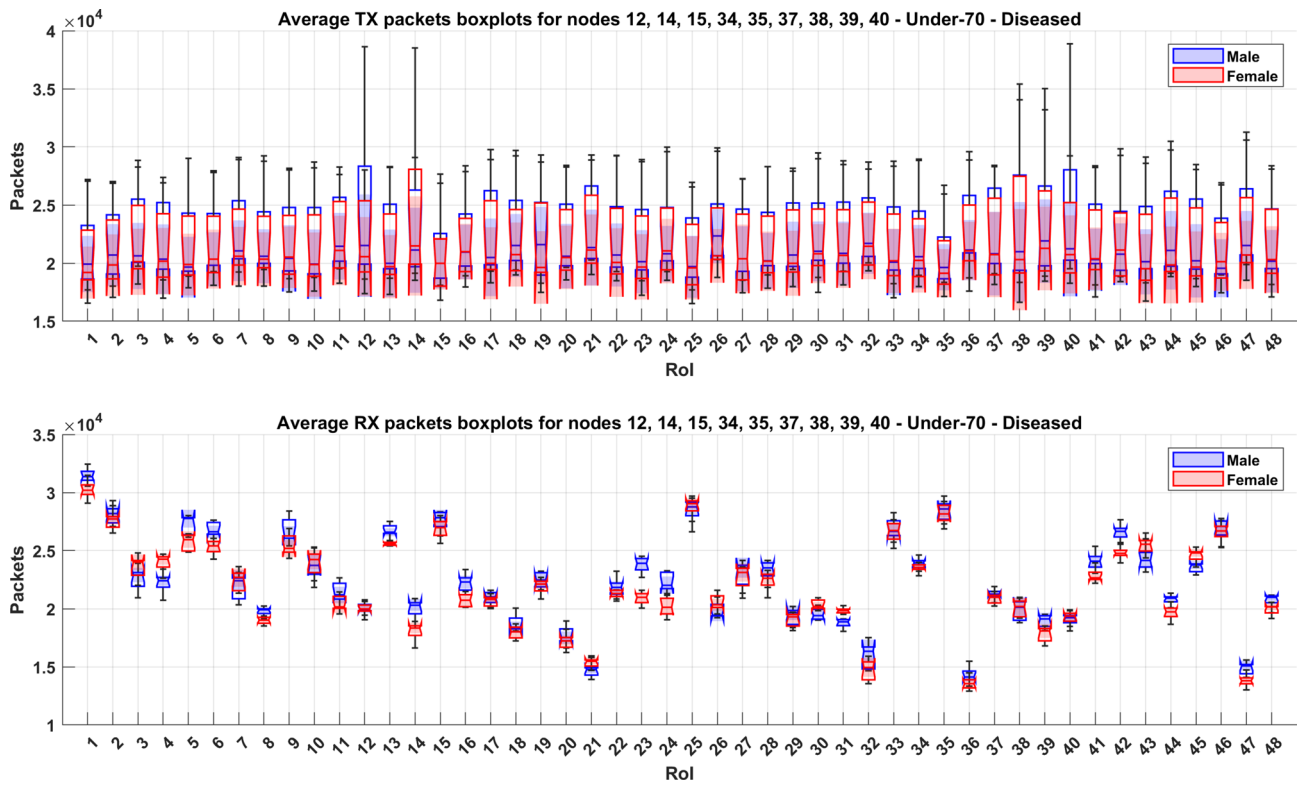 Average TX packets boxplots for nodes 12, 14, 15, 34, 35, 37, 38, 39, 40 - Under-70 - Diseased
×10^4
4
3.5
3
2.5
2
1.5
Packets
Male
Female
1 2 3 4 5 6 7 8 9 10 11 12 13 14 15 16 17 18 19 20 21 22 23 24 25 26 27 28 29 30 31 32 33 34 35 36 37 38 39 40 41 42 43 44 45 46 47 48
RoI
Average RX packets boxplots for nodes 12, 14, 15, 34, 35, 37, 38, 39, 40 - Under-70 - Diseased
×10^4
3.5
3
2.5
2
1.5
1
Packets
Male
Female
1 2 3 4 5 6 7 8 9 10 11 12 13 14 15 16 17 18 19 20 21 22 23 24 25 26 27 28 29 30 31 32 33 34 35 36 37 38 39 40 41 42 43 44 45 46 47 48
RoI